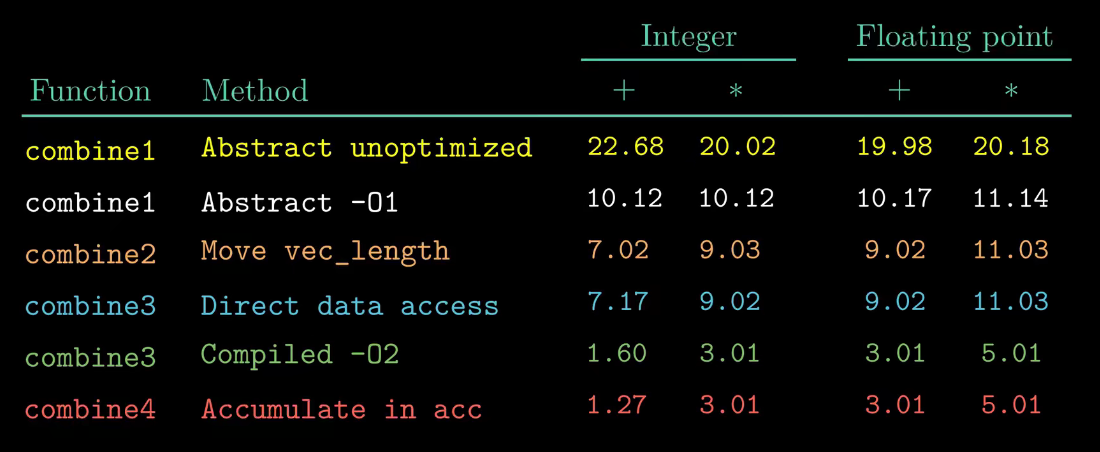 Integer Floating point
Function Method + * + *
combine1 Abstract unoptimized 22.68 20.02 19.98 20.18
combine1 Abstract -O1 10.12 10.12 10.17 11.14
combine2 Move vec_length 7.02 9.03 9.02 11.03
combine3 Direct data access 7.17 9.02 9.02 11.03
combine3 Compiled -O2 1.60 3.01 3.01 5.01
combine4 Accumulate in acc 1.27 3.01 3.01 5.01